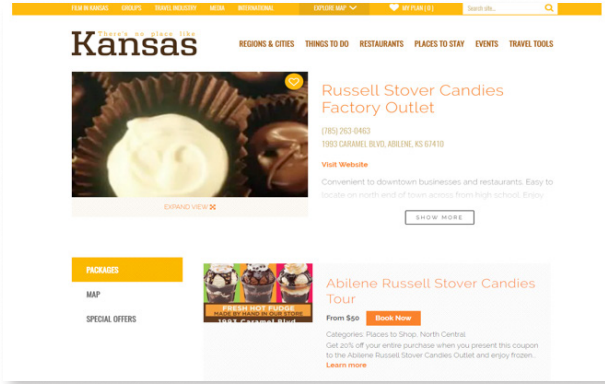 FILM IN KANSAS GROUPS TRAVEL INDUSTRY MEDIA INTERNATIONAL EXPLORE MAP MY PLAN [ 0 ] Search site...
There's no place like
Kansas
REGIONS & CITIES THINGS TO DO RESTAURANTS PLACES TO STAY EVENTS TRAVEL TOOLS
Russell Stover Candies
Factory Outlet
(785) 263-0463
1993 CARAMEL BLVD, ABILENE, KS 67410
Visit Website
Convenient to downtown businesses and restaurants. Easy to
locate on north end of town across from high school. Enjoy
EXPAND VIEW
SHOW MORE
PACKAGES
MAP
SPECIAL OFFERS
FRESH HOT FUDGE
MADE BY HAND IN OUR STORE
1993 Caramel Blvd
Abilene Russell Stover Candies
Tour
From $50 Book Now
Categories: Places to Shop, North Central
Get 20% off your entire purchase when you present this coupon
to the Abilene Russell Stover Candies Outlet and enjoy frozen...
Learn more